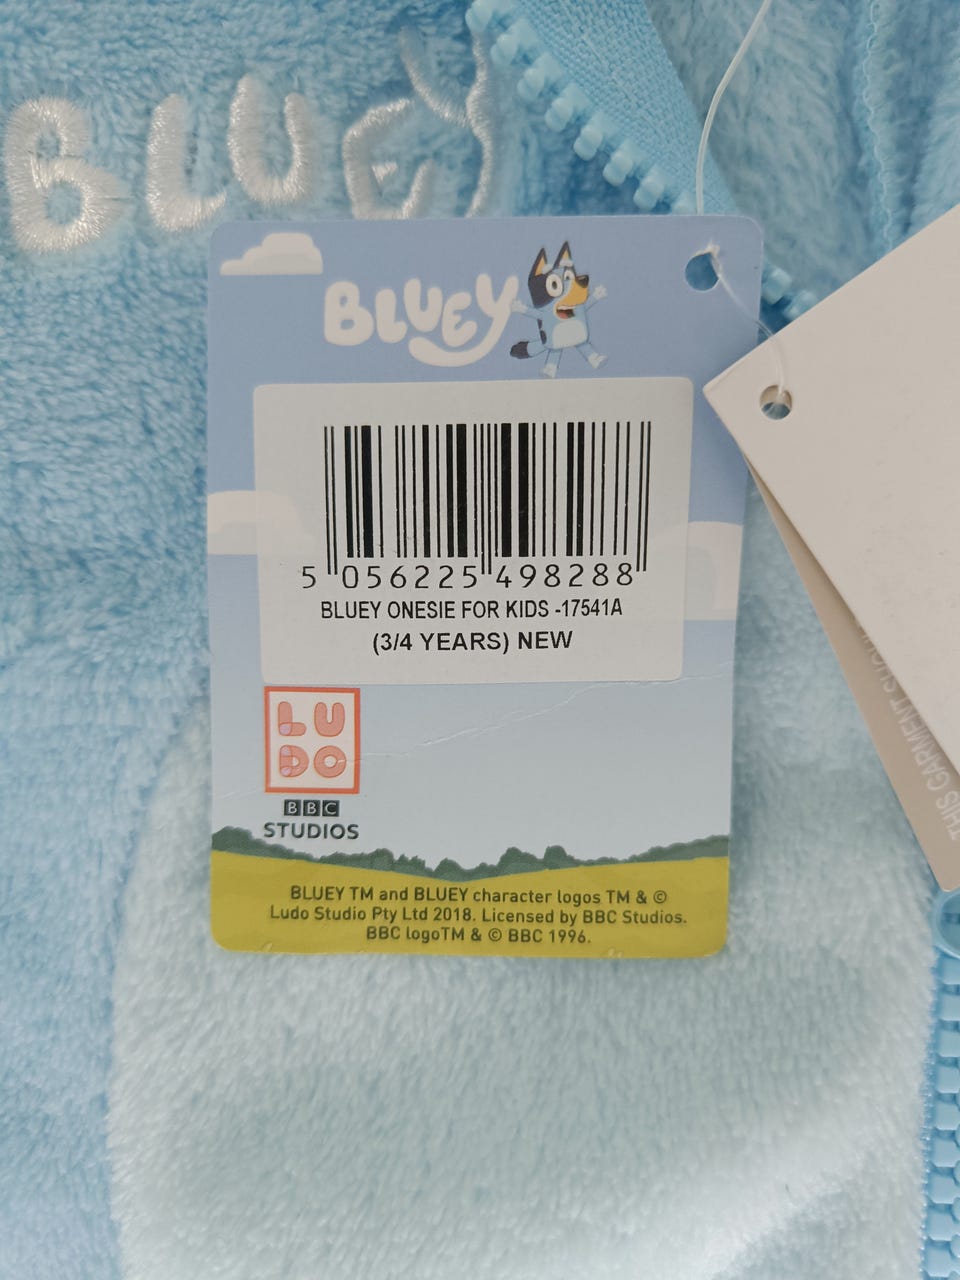 BLUEY
BLUEY
5 056225 498288
BLUEY ONESIE FOR KIDS -17541A
(3/4 YEARS) NEW
LU
DO
BBC
STUDIOS
BLUEY TM and BLUEY character logos TM & ©
Ludo Studio Pty Ltd 2018. Licensed by BBC Studios.
BBC logoTM & © BBC 1996.
THIS GARMENT